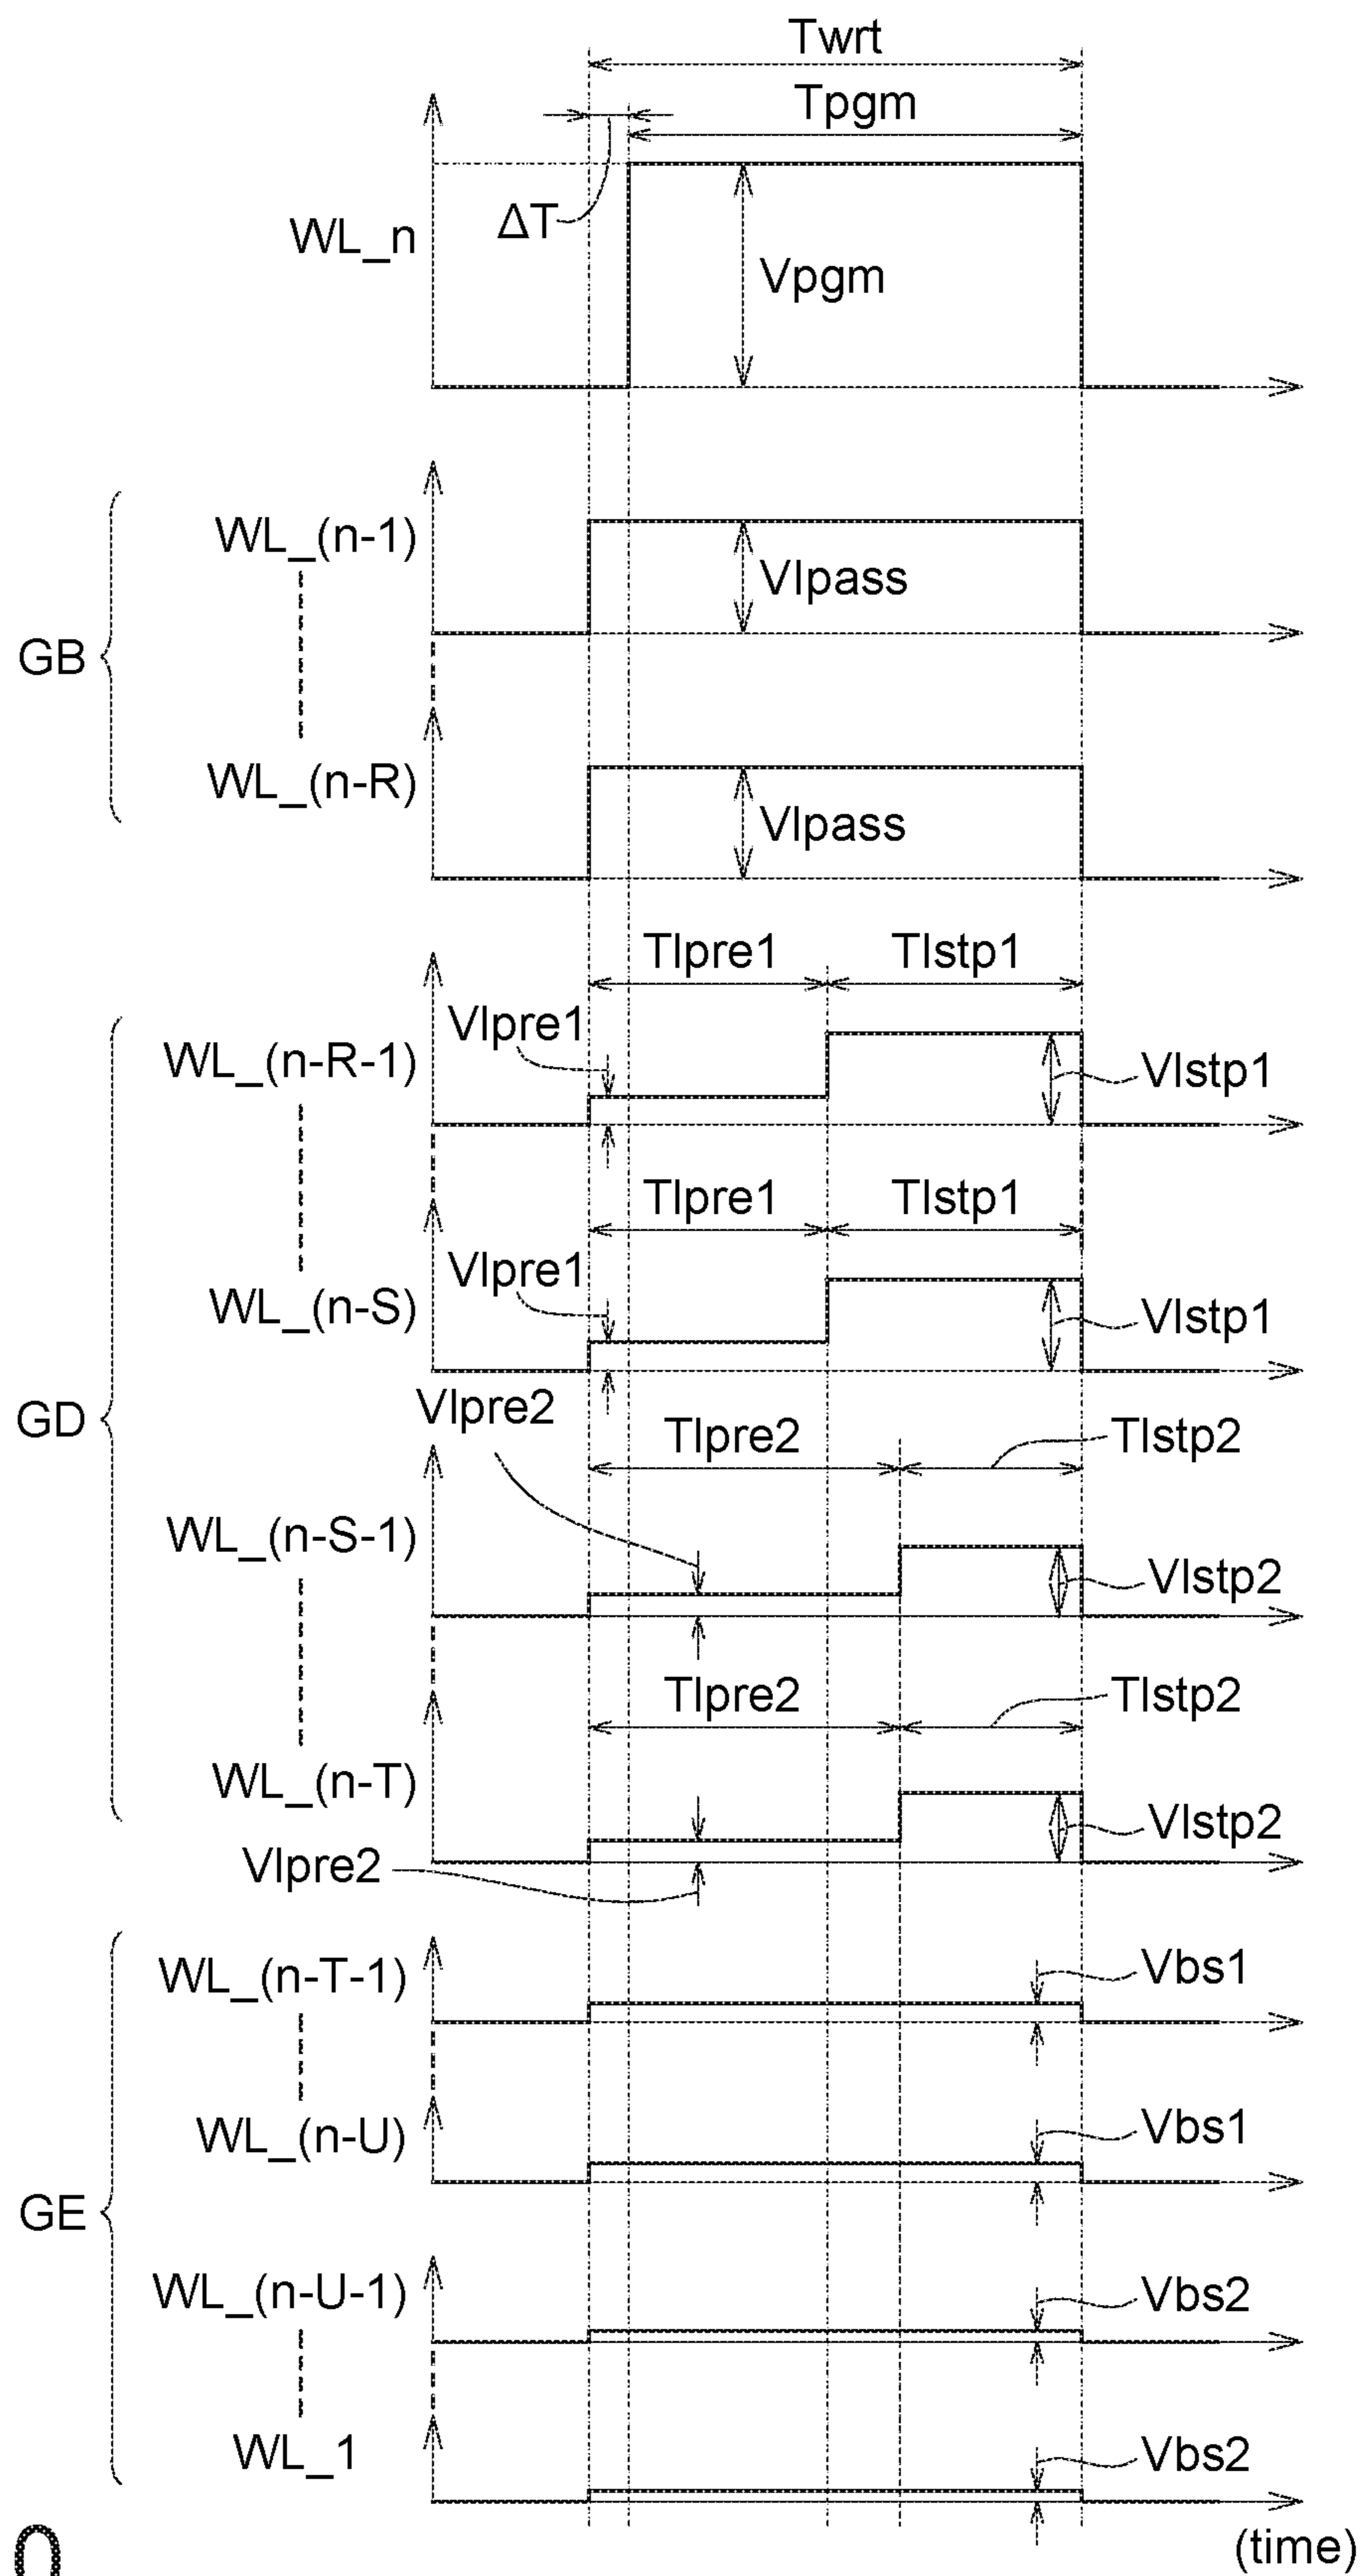 Twrt
Tpgm
ΔT
WL_n
Vpgm
WL_(n-1)
Vlpass
GB
WL_(n-R)
Vlpass
Tlpre1
Tlstp1
Vlpre1
WL_(n-R-1)
Vlstp1
Tlpre1
Tlstp1
Vlpre1
WL_(n-S)
Vlstp1
GD
Vlpre2
Tlpre2
Tlstp2
WL_(n-S-1)
Vlstp2
Tlpre2
Tlstp2
WL_(n-T)
Vlstp2
Vlpre2
WL_(n-T-1)
Vbs1
WL_(n-U)
Vbs1
GE
WL_(n-U-1)
Vbs2
WL_1
Vbs2
(time)